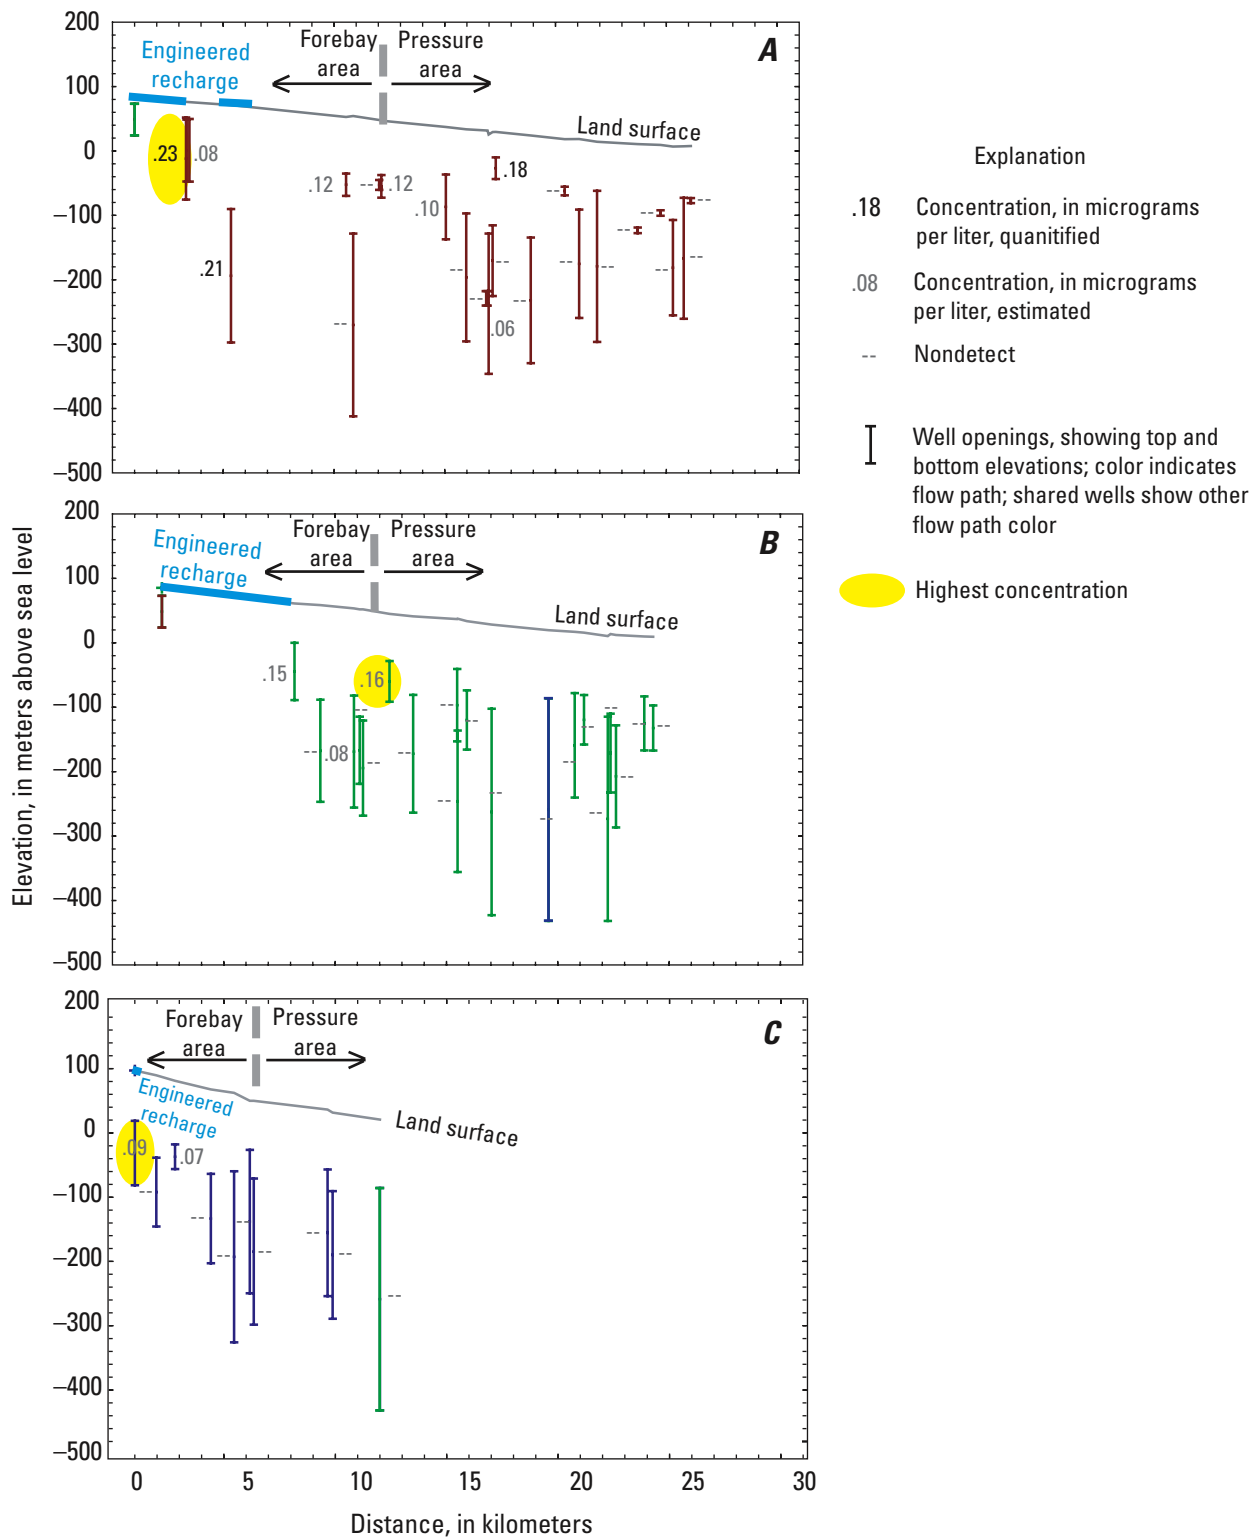 A
Engineered
recharge
Forebay
area
Pressure
area
Land surface
.23
.08
.21
.12
.12
.10
.18
.06
200
100
0
–100
–200
–300
–400
–500
B
Engineered
recharge
Forebay
area
Pressure
area
Land surface
.15
.16
.08
200
100
0
–100
–200
–300
–400
–500
C
Forebay
area
Pressure
area
Engineered
recharge
Land surface
.09
.07
200
100
0
–100
–200
–300
–400
–500
0 5 10 15 20 25 30
Elevation, in meters above sea level
Distance, in kilometers
Explanation
.18 Concentration, in micrograms
per liter, quanitified
.08 Concentration, in micrograms
per liter, estimated
-- Nondetect
Well openings, showing top and
bottom elevations; color indicates
flow path; shared wells show other
flow path color
Highest concentration